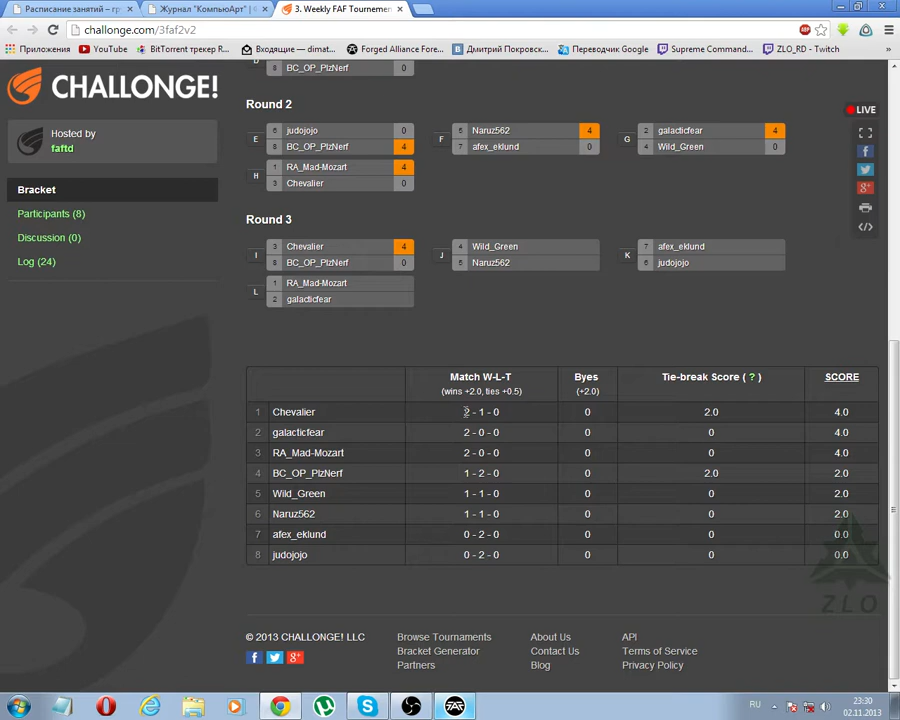 Расписание занятий – гр
Журнал "КомпьюАрт" | 6
3. Weekly FAF Tournemen
challonge.com/3faf2v2
Приложения YouTube BitTorrent трекер R... Входящие — dimat... Forged Alliance Fore... Дмитрий Покровск... Переводчик Google Supreme Command... ZLO_RD - Twitch
CHALLONGE!
Hosted by
faftd
Bracket
Participants (8)
Discussion (0)
Log (24)
D 8 BC_OP_PlzNerf 0
Round 2
E 6 judojojo 0
8 BC_OP_PlzNerf 4
F 5 Naruz562 4
7 afex_eklund 0
G 2 galacticfear 4
4 Wild_Green 0
H 1 RA_Mad-Mozart 4
3 Chevalier 0
Round 3
I 3 Chevalier 4
8 BC_OP_PlzNerf 0
J 4 Wild_Green
5 Naruz562
K 7 afex_eklund
6 judojojo
L 1 RA_Mad-Mozart
2 galacticfear
LIVE
Match W-L-T Byes Tie-break Score ( ? ) SCORE
(wins +2.0, ties +0.5) (+2.0)
1 Chevalier 2 - 1 - 0 0 2.0 4.0
2 galacticfear 2 - 0 - 0 0 0 4.0
3 RA_Mad-Mozart 2 - 0 - 0 0 0 4.0
4 BC_OP_PlzNerf 1 - 2 - 0 0 2.0 2.0
5 Wild_Green 1 - 1 - 0 0 0 2.0
6 Naruz562 1 - 1 - 0 0 0 2.0
7 afex_eklund 0 - 2 - 0 0 0 0.0
8 judojojo 0 - 2 - 0 0 0 0.0
ZLO
© 2013 CHALLONGE! LLC
Browse Tournaments
Bracket Generator
Partners
About Us
Contact Us
Blog
API
Terms of Service
Privacy Policy
RU
23:30
02.11.2013